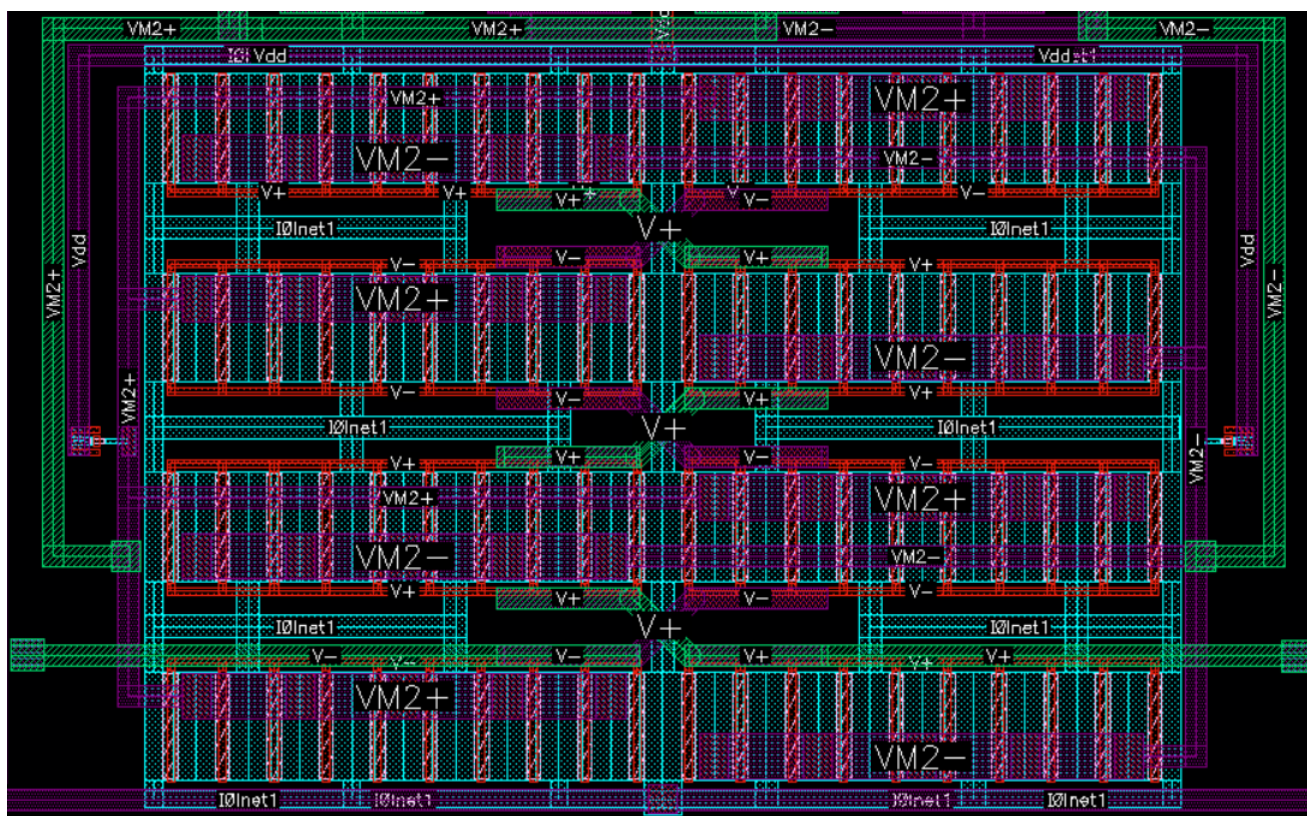 VM2+ VM2+ VM2- VM2-
Vdd Vdd
VM2+ VM2+
VM2- VM2-
V+ V+ V+ V-
V+ V-
I0Inet1 V+ I0Inet1
Vdd Vdd
V- V+
V- V+
VM2+
VM2+ VM2-
VM2-
VM2+
V- V+
V- V+
I0Inet1 V+ I0Inet1
V+ V-
V+ V-
VM2-
VM2+ VM2+
VM2- VM2-
V+ V-
V+ V-
I0Inet1 V+ I0Inet1
V- V- V+ V+
V- V+
VM2+
VM2-
I0Inet1 I0Inet1 I0Inet1 I0Inet1